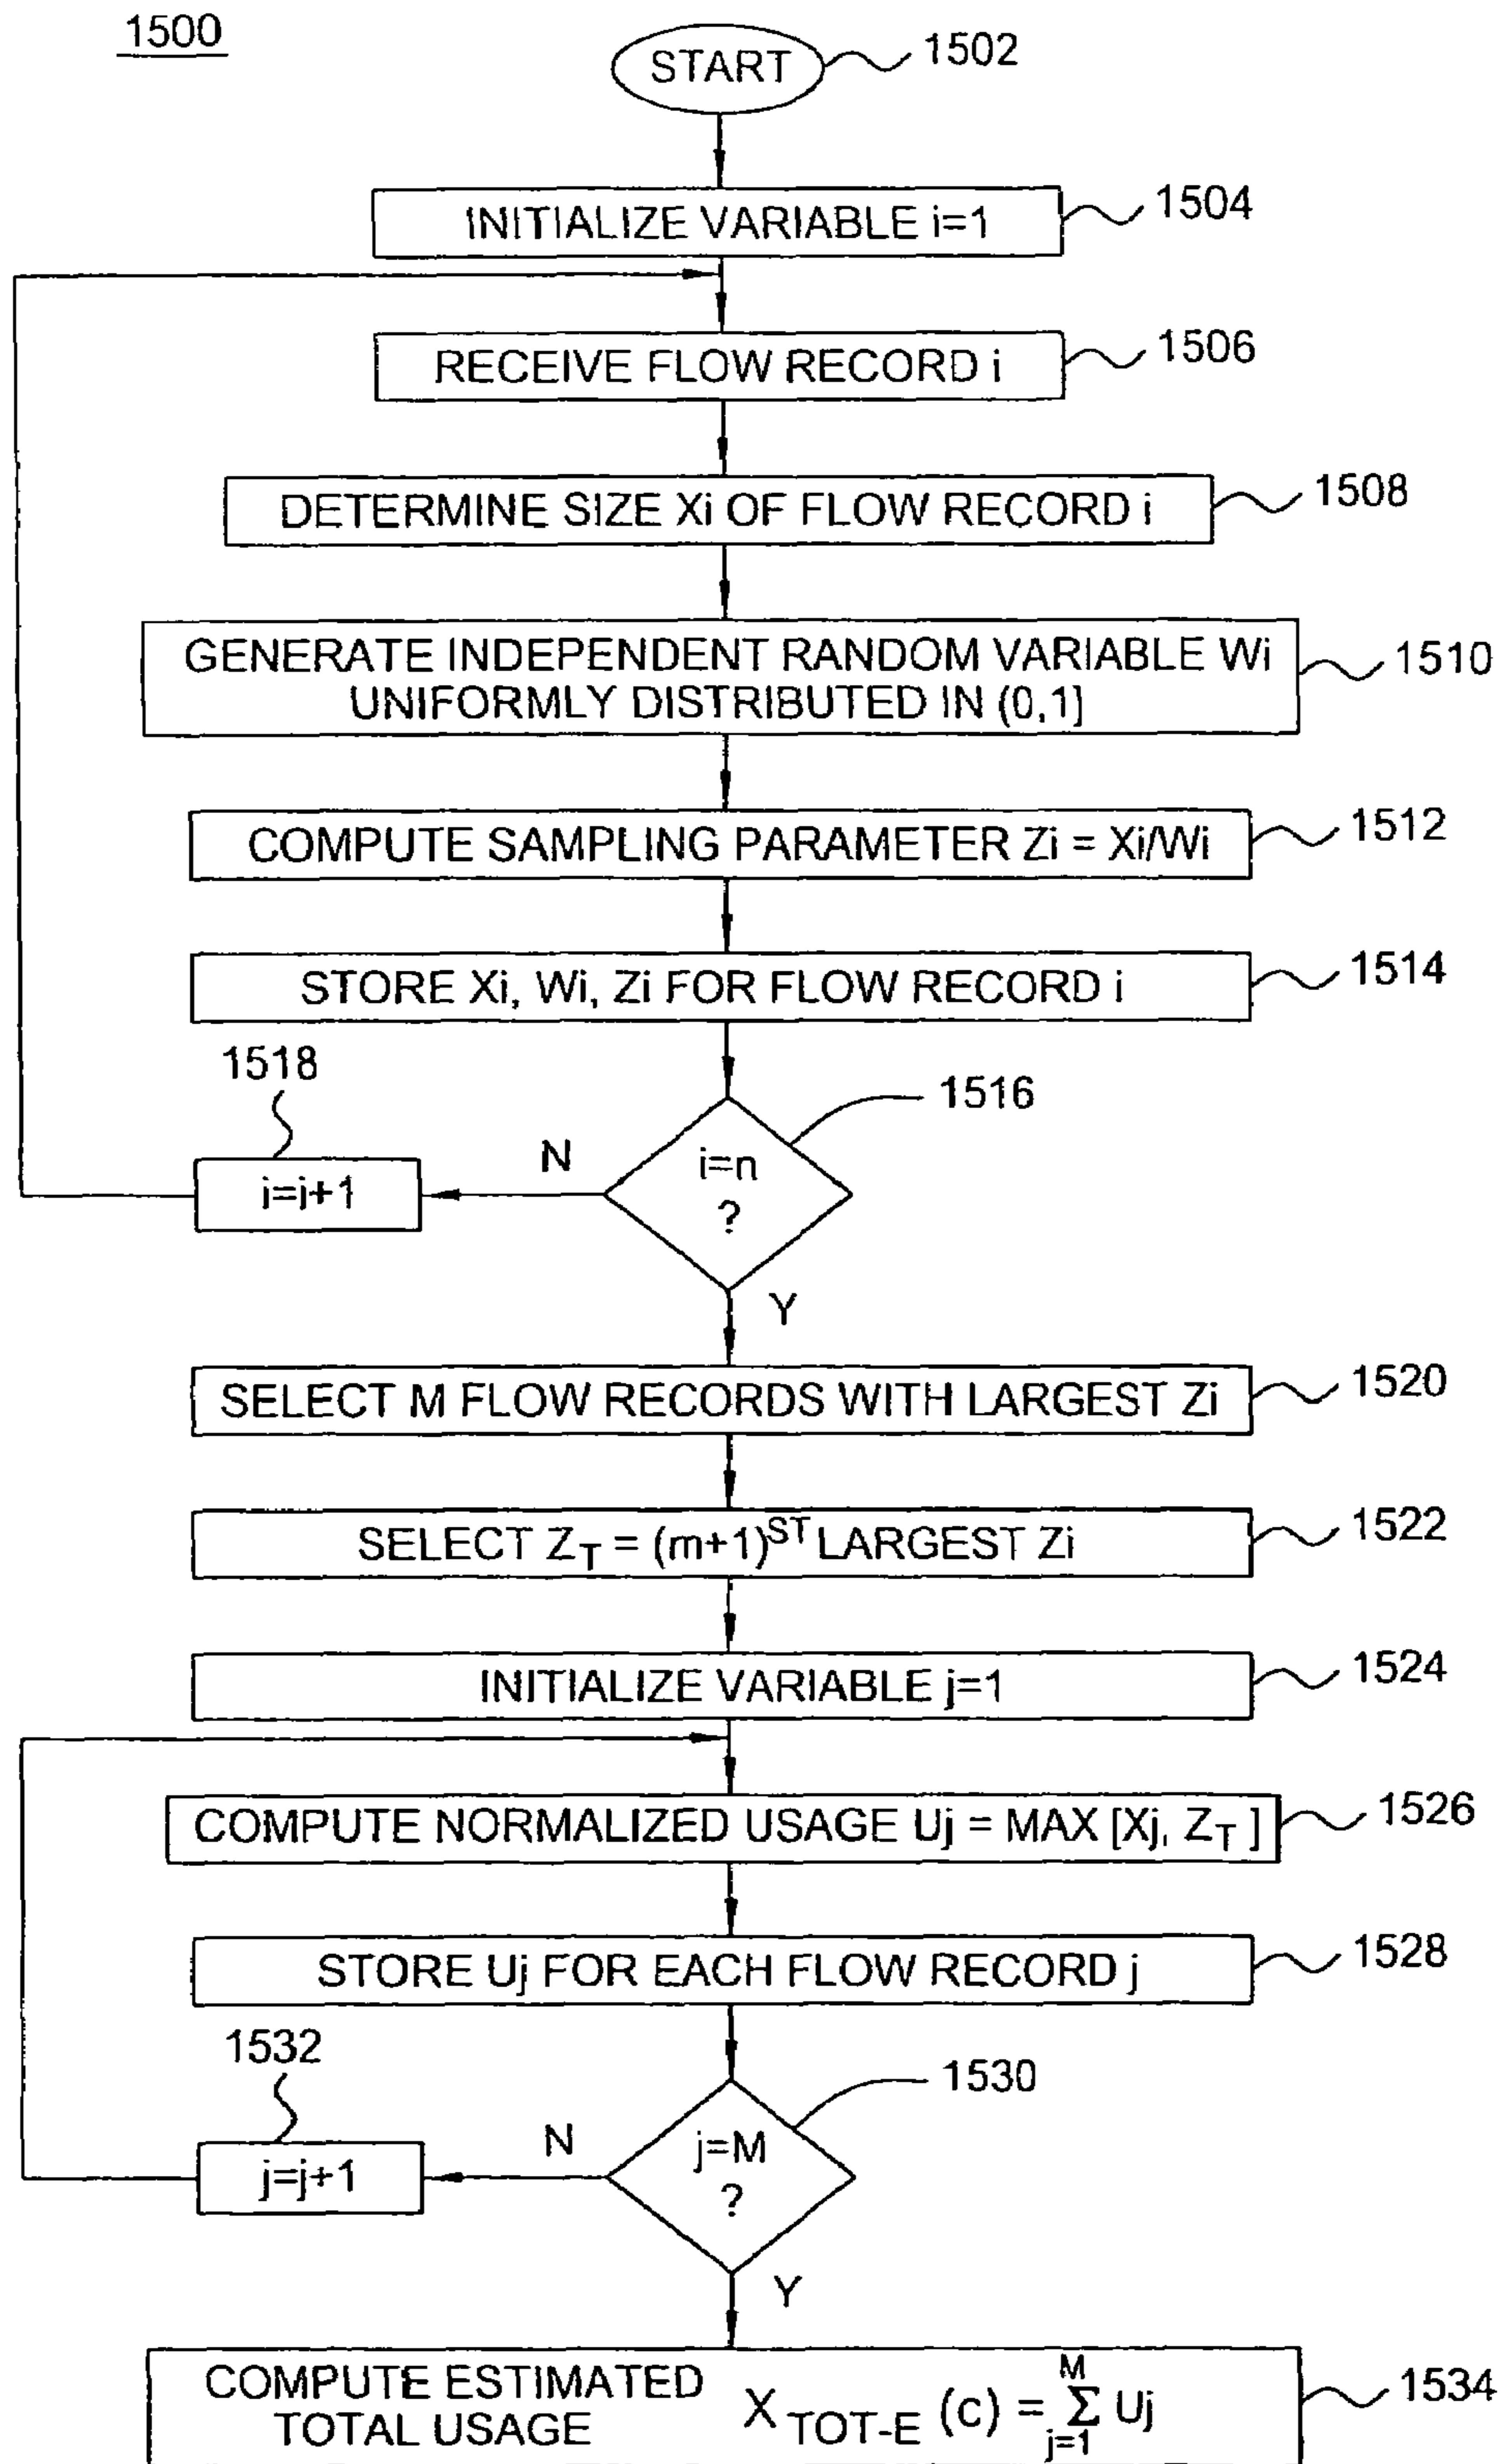 1500
START
1502
INITIALIZE VARIABLE i=1
1504
RECEIVE FLOW RECORD i
1506
DETERMINE SIZE Xi OF FLOW RECORD i
1508
GENERATE INDEPENDENT RANDOM VARIABLE Wi
UNIFORMLY DISTRIBUTED IN (0,1]
1510
COMPUTE SAMPLING PARAMETER Zi = Xi/Wi
1512
STORE Xi, Wi, Zi FOR FLOW RECORD i
1514
1518
1516
i=i+1
N
i=n
?
Y
SELECT M FLOW RECORDS WITH LARGEST Zi
1520
SELECT Z_T = (m+1)^ST LARGEST Zi
1522
INITIALIZE VARIABLE j=1
1524
COMPUTE NORMALIZED USAGE Uj = MAX [Xj, Z_T ]
1526
STORE Uj FOR EACH FLOW RECORD j
1528
1532
1530
j=j+1
N
j=M
?
Y
COMPUTE ESTIMATED
TOTAL USAGE
X_TOT-E (c) = Σ_{j=1}^{M} Uj
1534